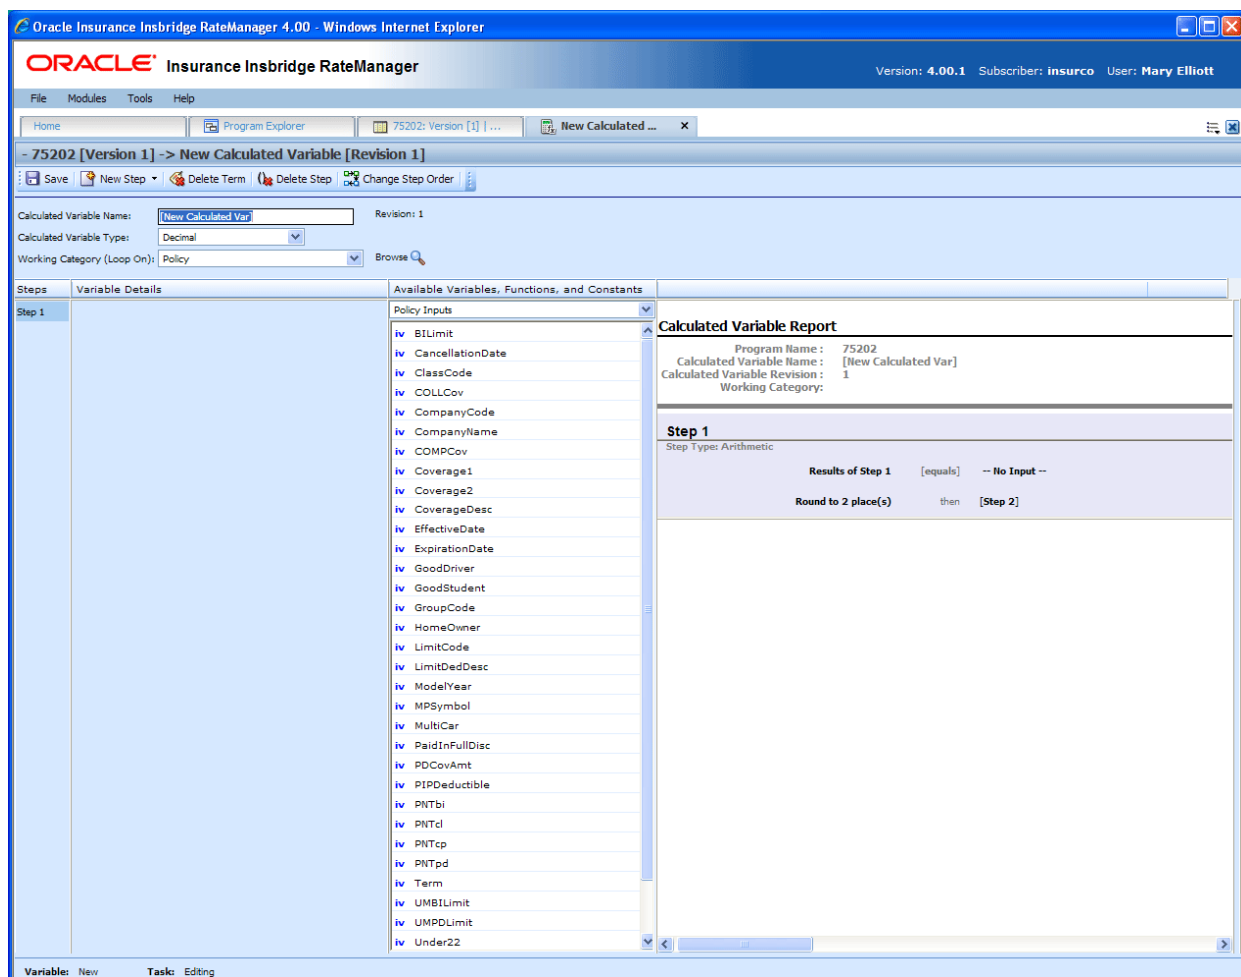 Oracle Insurance Insbridge RateManager 4.00 - Windows Internet Explorer
ORACLE Insurance Insbridge RateManager
Version: 4.00.1 Subscriber: insurco User: Mary Elliott
File Modules Tools Help
Home Program Explorer 75202: Version [1] | ... New Calculated ... x
- 75202 [Version 1] -> New Calculated Variable [Revision 1]
Save New Step Delete Term Delete Step Change Step Order
Calculated Variable Name: [New Calculated Var] Revision: 1
Calculated Variable Type: Decimal
Working Category (Loop On): Policy Browse
Steps Variable Details Available Variables, Functions, and Constants
Step 1
Policy Inputs
iv BILimit
iv CancellationDate
iv ClassCode
iv COLLCov
iv CompanyCode
iv CompanyName
iv COMPCov
iv Coverage1
iv Coverage2
iv CoverageDesc
iv EffectiveDate
iv ExpirationDate
iv GoodDriver
iv GoodStudent
iv GroupCode
iv HomeOwner
iv LimitCode
iv LimitDedDesc
iv ModelYear
iv MPSymbol
iv MultiCar
iv PaidInFullDisc
iv PDCovAmt
iv PIPDeductible
iv PNTbi
iv PNTcl
iv PNTcp
iv PNTpd
iv Term
iv UMBILimit
iv UMPDLimit
iv Under22
Calculated Variable Report
Program Name : 75202
Calculated Variable Name : [New Calculated Var]
Calculated Variable Revision : 1
Working Category:
Step 1
Step Type: Arithmetic
Results of Step 1 [equals] -- No Input --
Round to 2 place(s) then [Step 2]
Variable: New Task: Editing